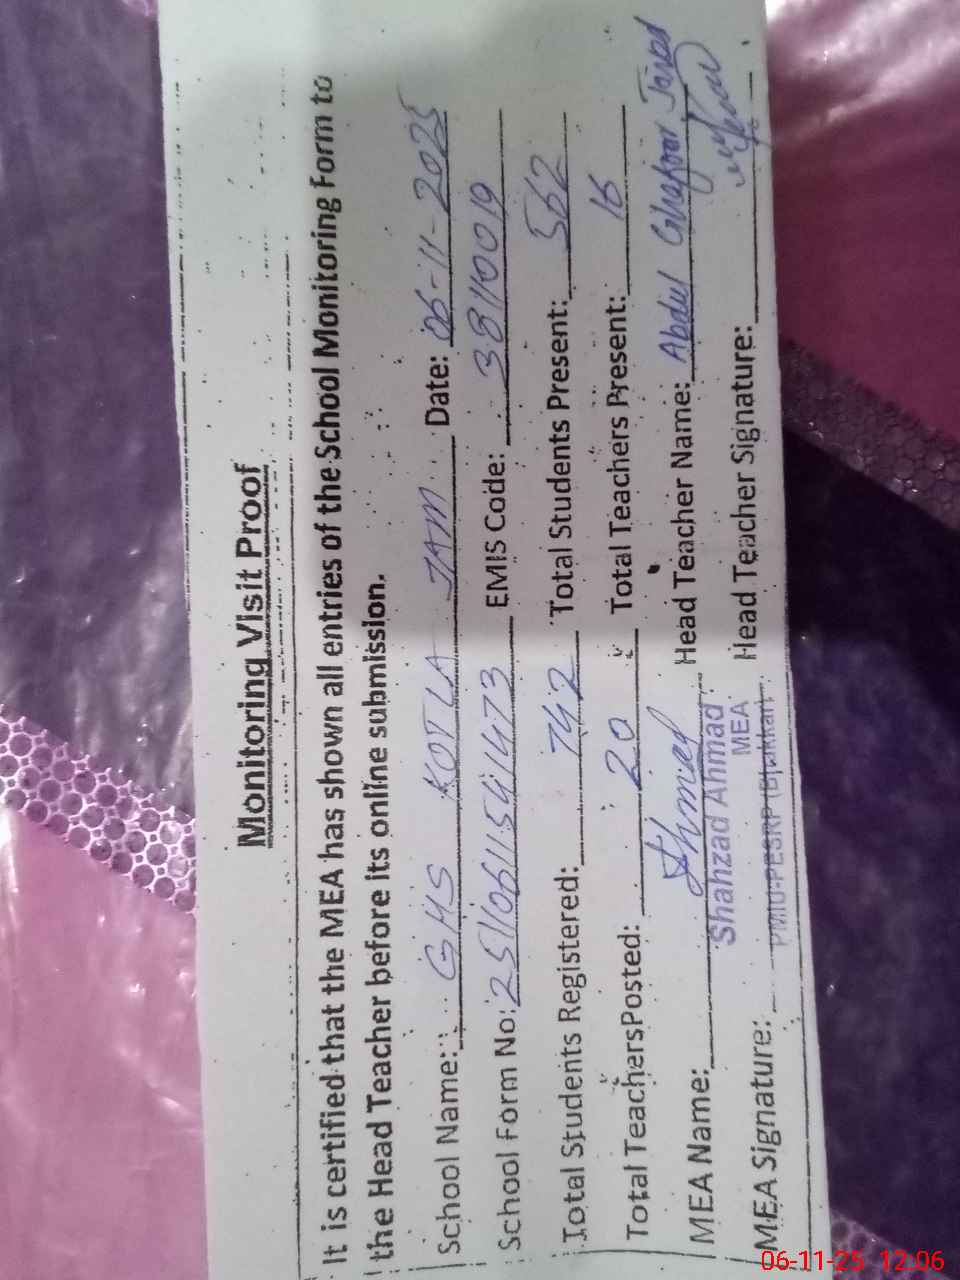 Monitoring Visit Proof
It is certified that the MEA has shown all entries of the School Monitoring Form to
the Head Teacher before its online submission.
School Name: GHS KOTLA JAM Date: 06-11-2025
School Form No: 251106115411473 EMIS Code: 38110019
Total Students Registered: 742 Total Students Present: 562
Total Teachers Posted: 20 Total Teachers Present: 16
MEA Name: Head Teacher Name: Abdul Ghafoor
Shahzad Ahmad
MEA
MEA Signature: Head Teacher Signature:
PMIU-PESRP (B)ukkar)
06-11-25 12:06